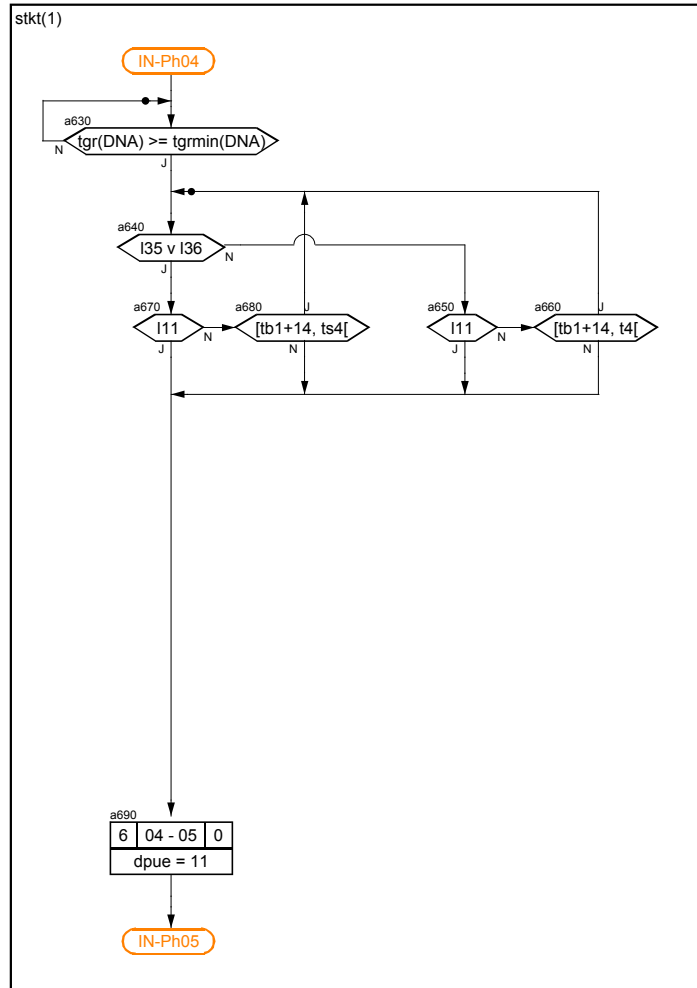 stkt(1)
IN-Ph04
a630
tgr(DNA) >= tgrmin(DNA)
N
J
a640
I35 v I36
N
J
a670
I11
N
J
a680
[tb1+14, ts4[
J
N
a650
I11
N
J
a660
[tb1+14, t4[
J
N
a690
6 04 - 05 0
dpue = 11
IN-Ph05